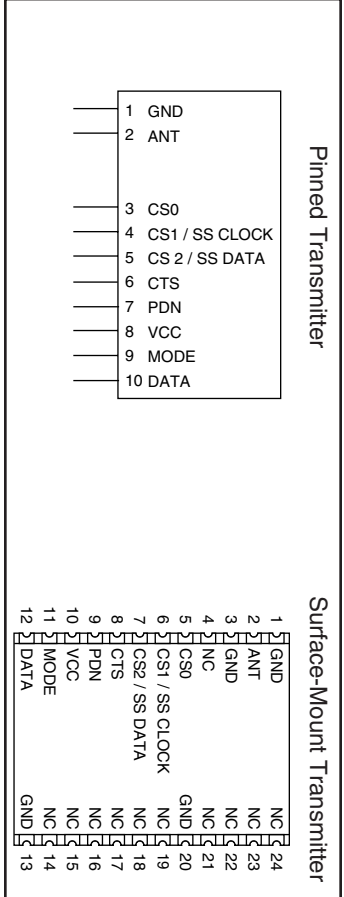 Pinned Transmitter
1 GND
2 ANT
3 CS0
4 CS1 / SS CLOCK
5 CS 2 / SS DATA
6 CTS
7 PDN
8 VCC
9 MODE
10 DATA
Surface-Mount Transmitter
1 GND
2 ANT
3 GND
4 NC
5 CS0
6 CS1 / SS CLOCK
7 CS2 / SS DATA
8 CTS
9 PDN
10 VCC
11 MODE
12 DATA
NC 24
NC 23
NC 22
NC 21
GND 20
NC 19
NC 18
NC 17
NC 16
NC 15
NC 14
GND 13